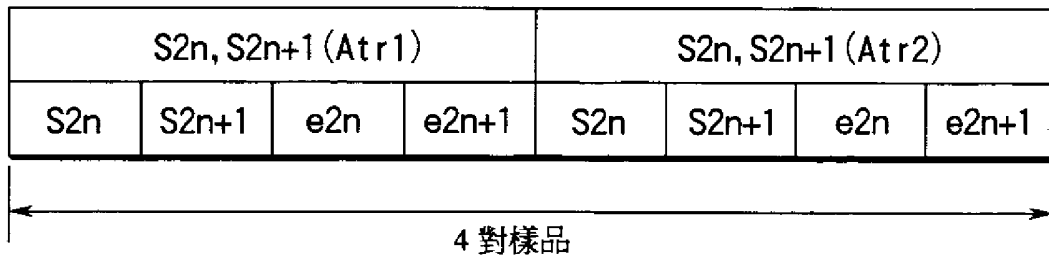 S2n, S2n+1(Atr1) S2n, S2n+1(Atr2)
S2n S2n+1 e2n e2n+1 S2n S2n+1 e2n e2n+1
4 對樣品